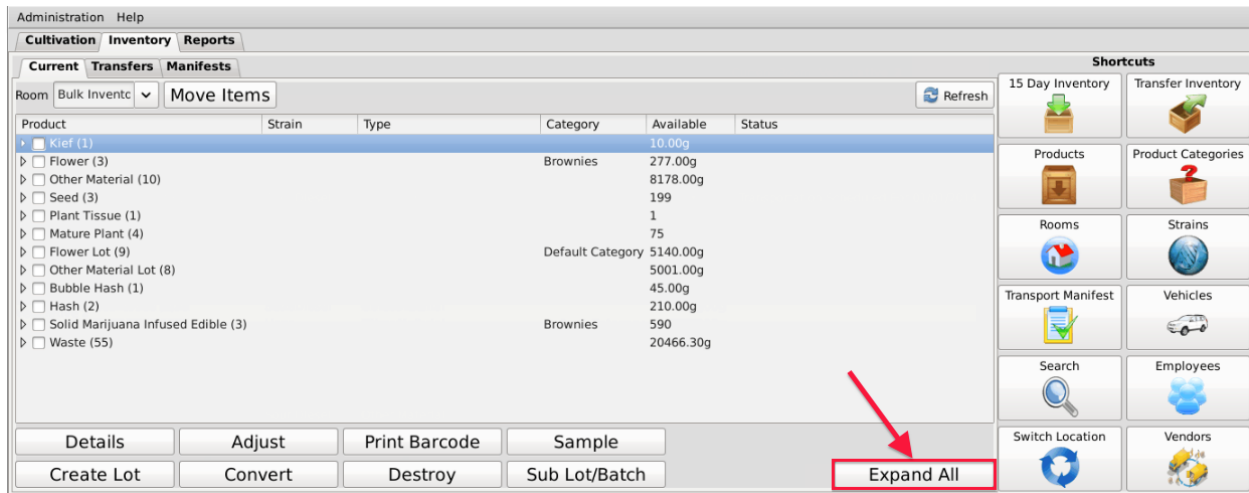 Administration Help
Cultivation Inventory Reports
Current Transfers Manifests
Room Bulk Inventc Move Items Refresh
Product Strain Type Category Available Status
Kief (1) 10.00g
Flower (3) Brownies 277.00g
Other Material (10) 8178.00g
Seed (3) 199
Plant Tissue (1) 1
Mature Plant (4) 75
Flower Lot (9) Default Category 5140.00g
Other Material Lot (8) 5001.00g
Bubble Hash (1) 45.00g
Hash (2) 210.00g
Solid Marijuana Infused Edible (3) Brownies 590
Waste (55) 20466.30g
Details Adjust Print Barcode Sample
Create Lot Convert Destroy Sub Lot/Batch Expand All
Shortcuts
15 Day Inventory Transfer Inventory
Products Product Categories
Rooms Strains
Transport Manifest Vehicles
Search Employees
Switch Location Vendors